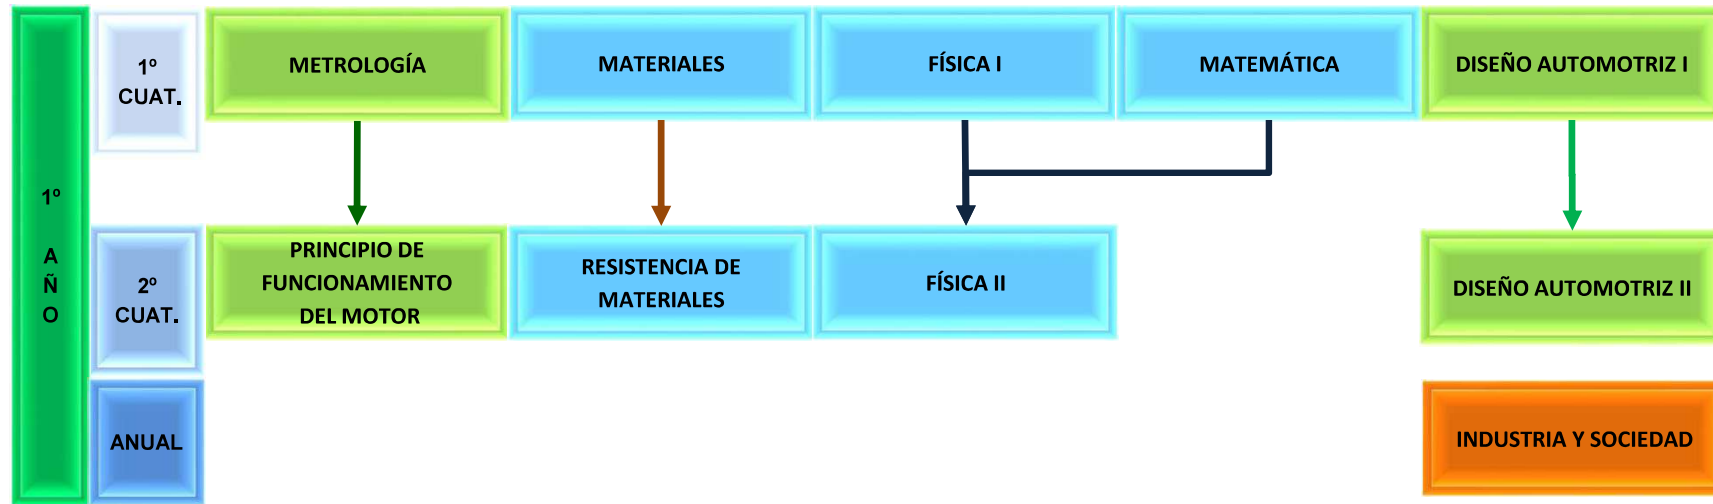 1º
AÑO
1º
CUAT.
METROLOGÍA
MATERIALES
FÍSICA I
MATEMÁTICA
DISEÑO AUTOMOTRIZ I
2º
CUAT.
PRINCIPIO DE
FUNCIONAMIENTO
DEL MOTOR
RESISTENCIA DE
MATERIALES
FÍSICA II
DISEÑO AUTOMOTRIZ II
ANUAL
INDUSTRIA Y SOCIEDAD